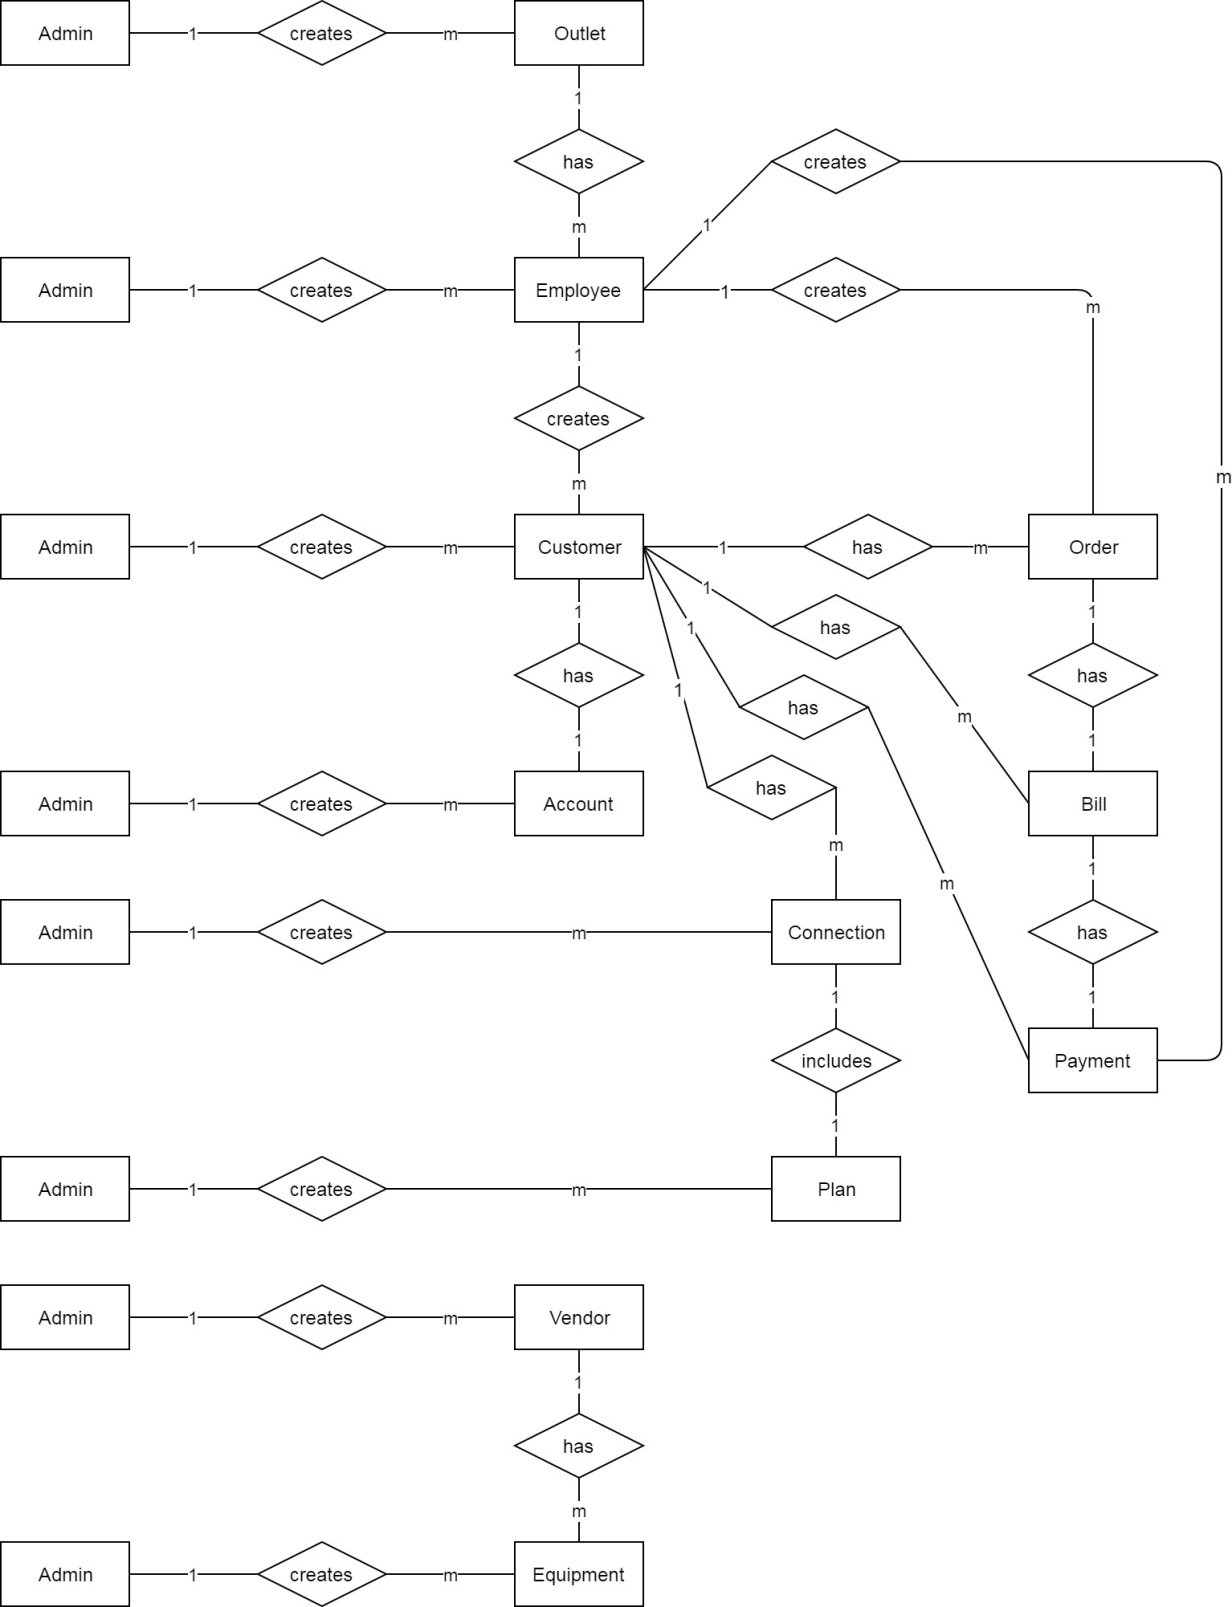 Admin 1 creates m Outlet
1
has
creates
1
m
Admin 1 creates m Employee 1 creates m
1
creates
m
m
Admin 1 creates m Customer 1 has m Order
1
1
1
has
1
has
1
has
has
m
1
1
has
Admin 1 creates m Account
Bill
m
1
m
Admin 1 creates m Connection
has
1
1
includes
Payment
1
Admin 1 creates m Plan
Admin 1 creates m Vendor
1
has
m
Admin 1 creates m Equipment